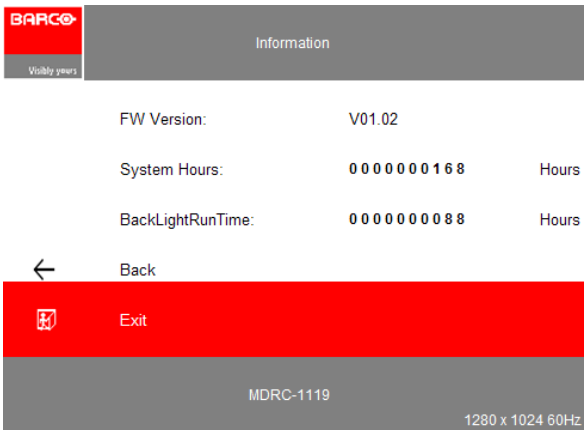 BARCO
Visibly yours
Information
FW Version: V01.02
System Hours: 0000000168 Hours
BackLightRunTime: 0000000088 Hours
Back
Exit
MDRC-1119
1280 x 1024 60Hz